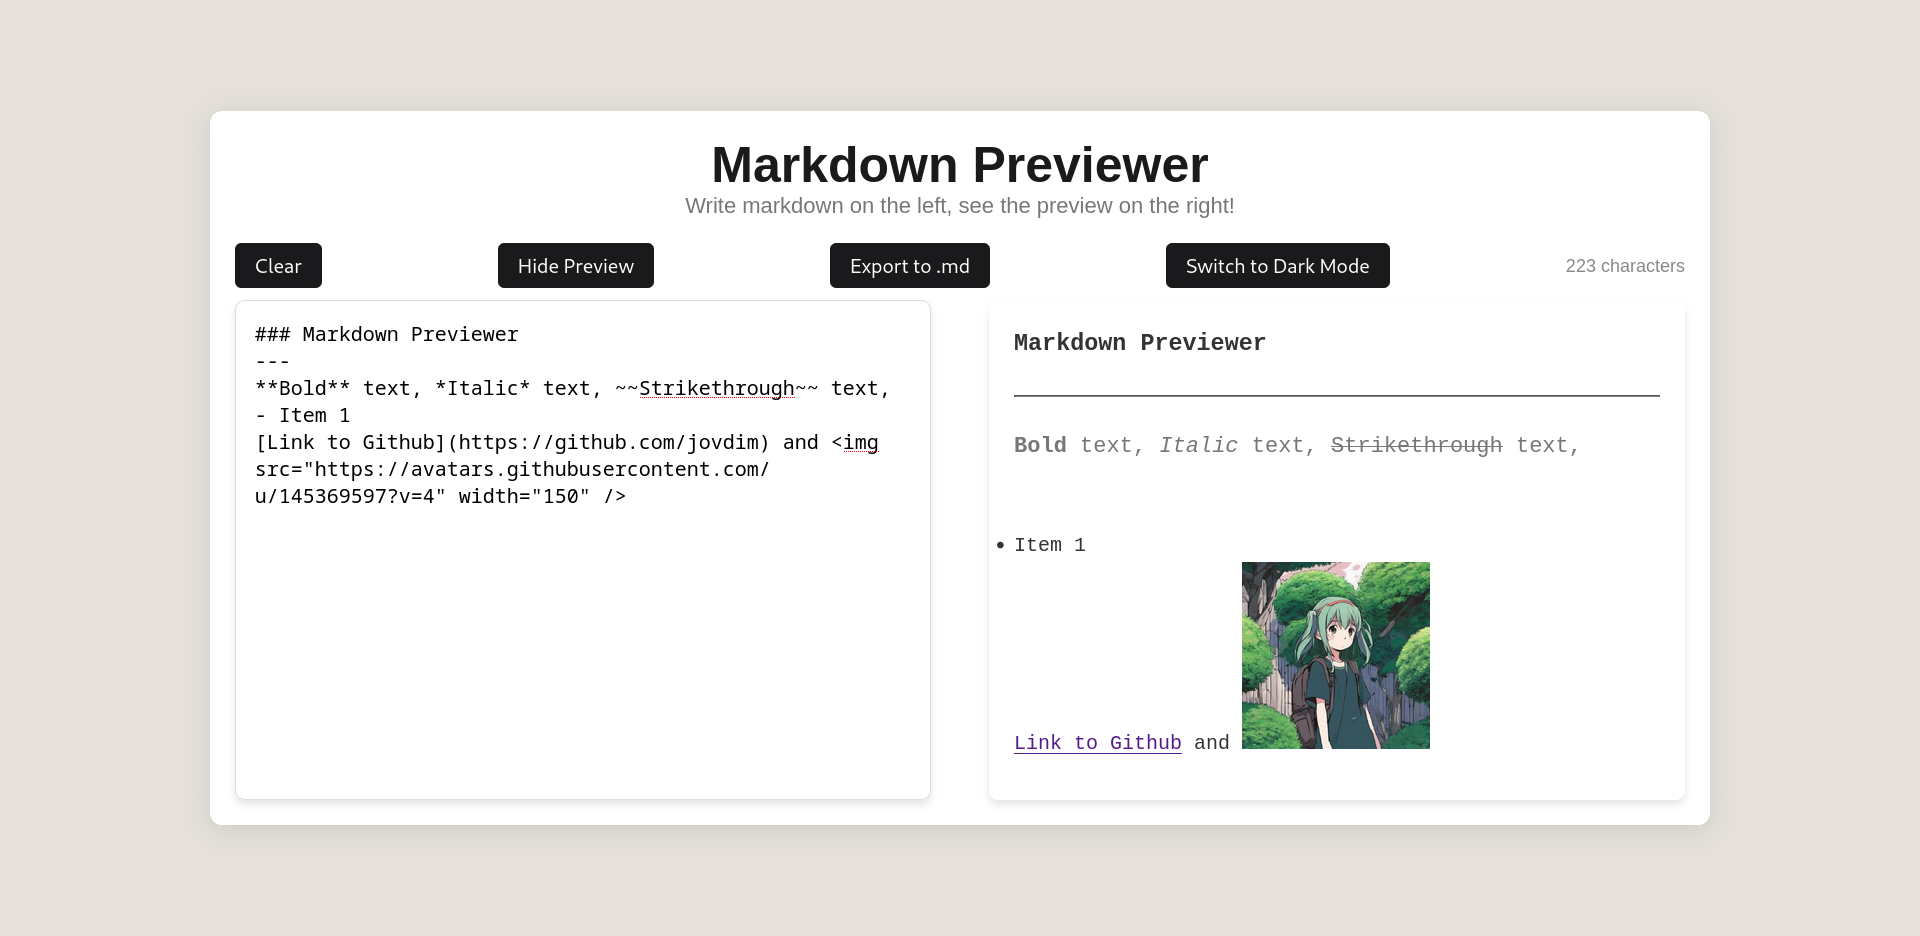 Markdown Previewer
Write markdown on the left, see the preview on the right!
Clear
Hide Preview
Export to .md
Switch to Dark Mode
223 characters
### Markdown Previewer
---
**Bold** text, *Italic* text, ~~Strikethrough~~ text,
- Item 1
[Link to Github](https://github.com/jovdim) and <img
src="https://avatars.githubusercontent.com/
u/145369597?v=4" width="150" />
Markdown Previewer
Bold text, Italic text, Strikethrough text,
• Item 1
Link to Github and